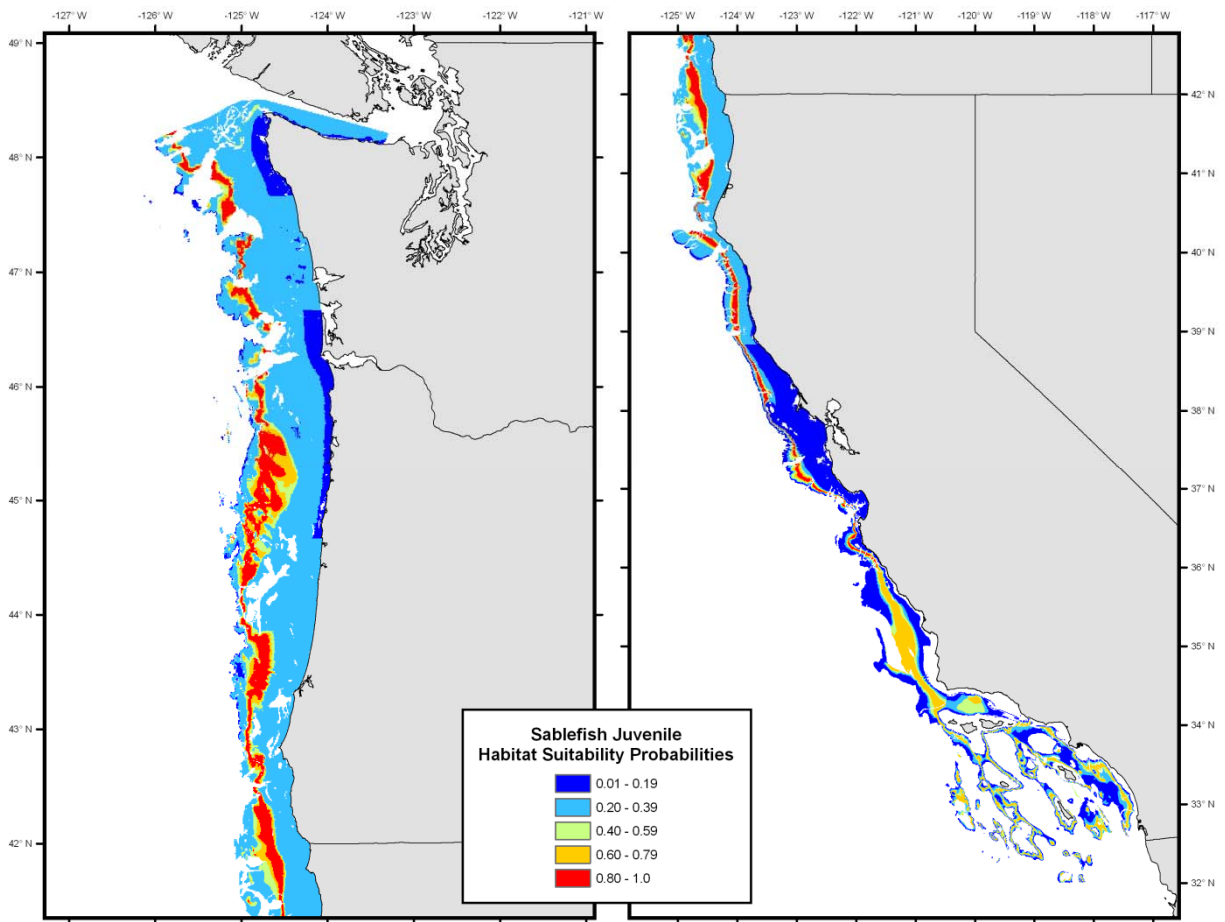 -127°W -126°W -125°W -124°W -123°W -122°W -121°W
49° N
48° N
47° N
46° N
45° N
44° N
43° N
42° N
-125°W -124°W -123°W -122°W -121°W -120°W -119°W -118°W -117°W
42° N
41° N
40° N
39° N
38° N
37° N
36° N
35° N
34° N
33° N
32° N
Sablefish Juvenile
Habitat Suitability Probabilities
0.01 - 0.19
0.20 - 0.39
0.40 - 0.59
0.60 - 0.79
0.80 - 1.0